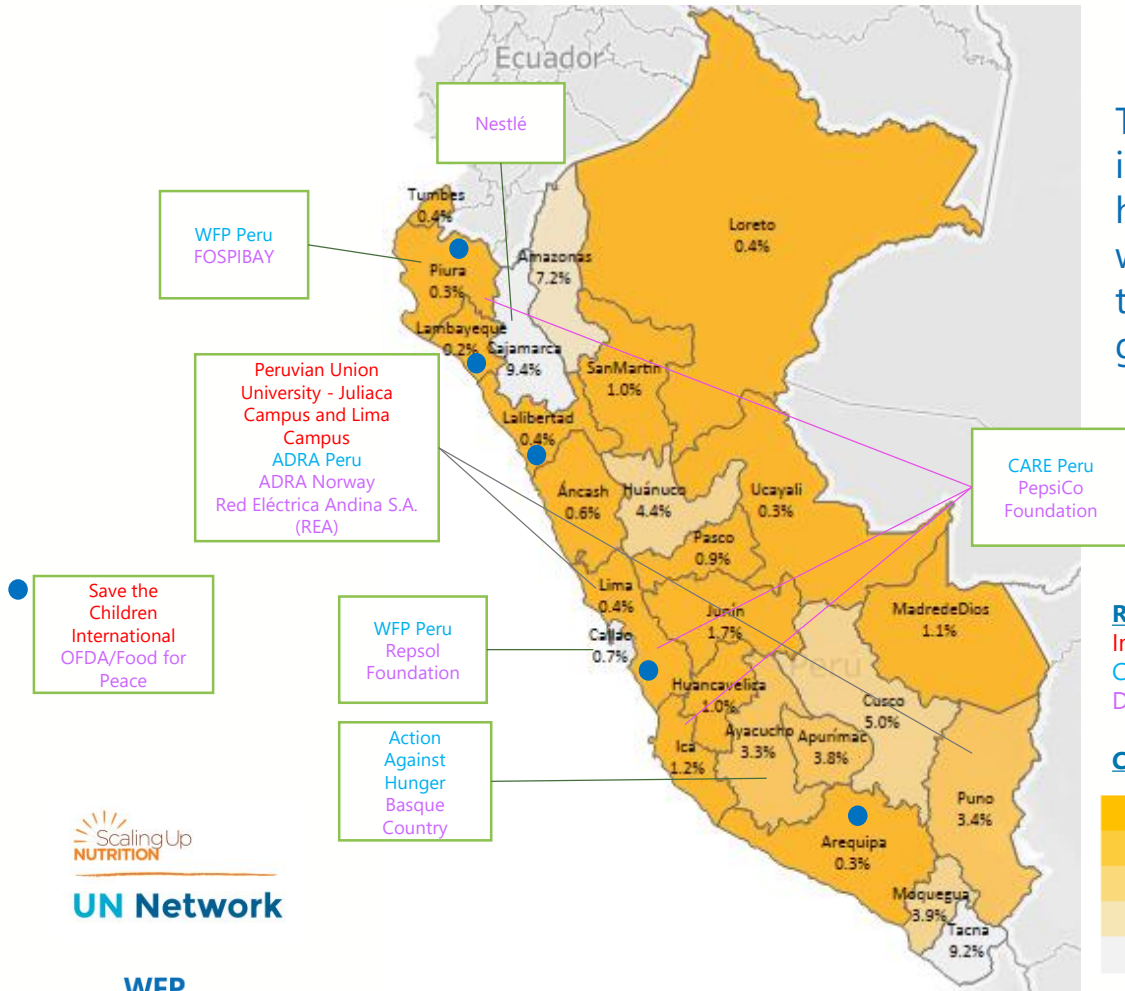 Ecuador
Nestlé
Tumbes
0.4%
WFP Peru
FOSPIBAY
Piura
0.3%
Amazonas
7.2%
Loreto
0.4%
Lambayeque
0.2%
Cajamarca
9.4%
SanMartín
1.0%
Peruvian Union
University - Juliaca
Campus and Lima
Campus
ADRA Peru
ADRA Norway
Red Eléctrica Andina S.A.
(REA)
Lalibertad
0.4%
CARE Peru
PepsiCo
Foundation
Áncash
0.6%
Huánuco
4.4%
Ucayali
0.3%
Pasco
0.9%
Save the
Children
International
OFDA/Food for
Peace
Lima
0.4%
Callao
0.7%
Junín
1.7%
MadredeDios
1.1%
WFP Peru
Repsol
Foundation
Perú
Huancavelica
1.0%
Cusco
5.0%
Ica
1.2%
Ayacucho
3.3%
Apurímac
3.8%
Action
Against
Hunger
Basque
Country
Puno
3.4%
Arequipa
0.3%
Moquegua
3.9%
Tacna
9.2%
Scaling Up
NUTRITION
UN Network
WFP